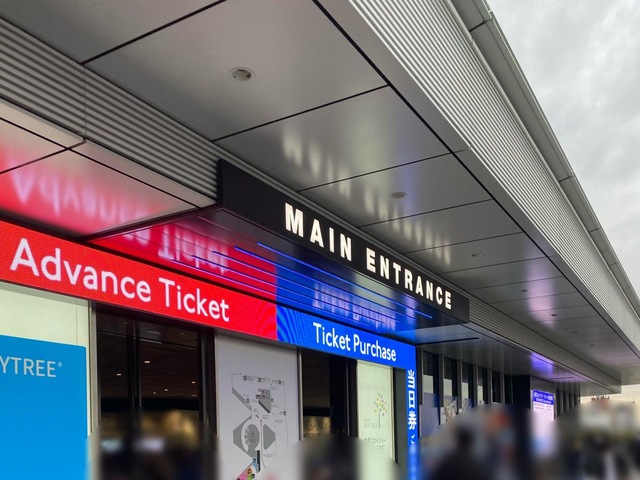 MAIN ENTRANCE
Advance Ticket
Ticket Purchase
YTREE®
当日券